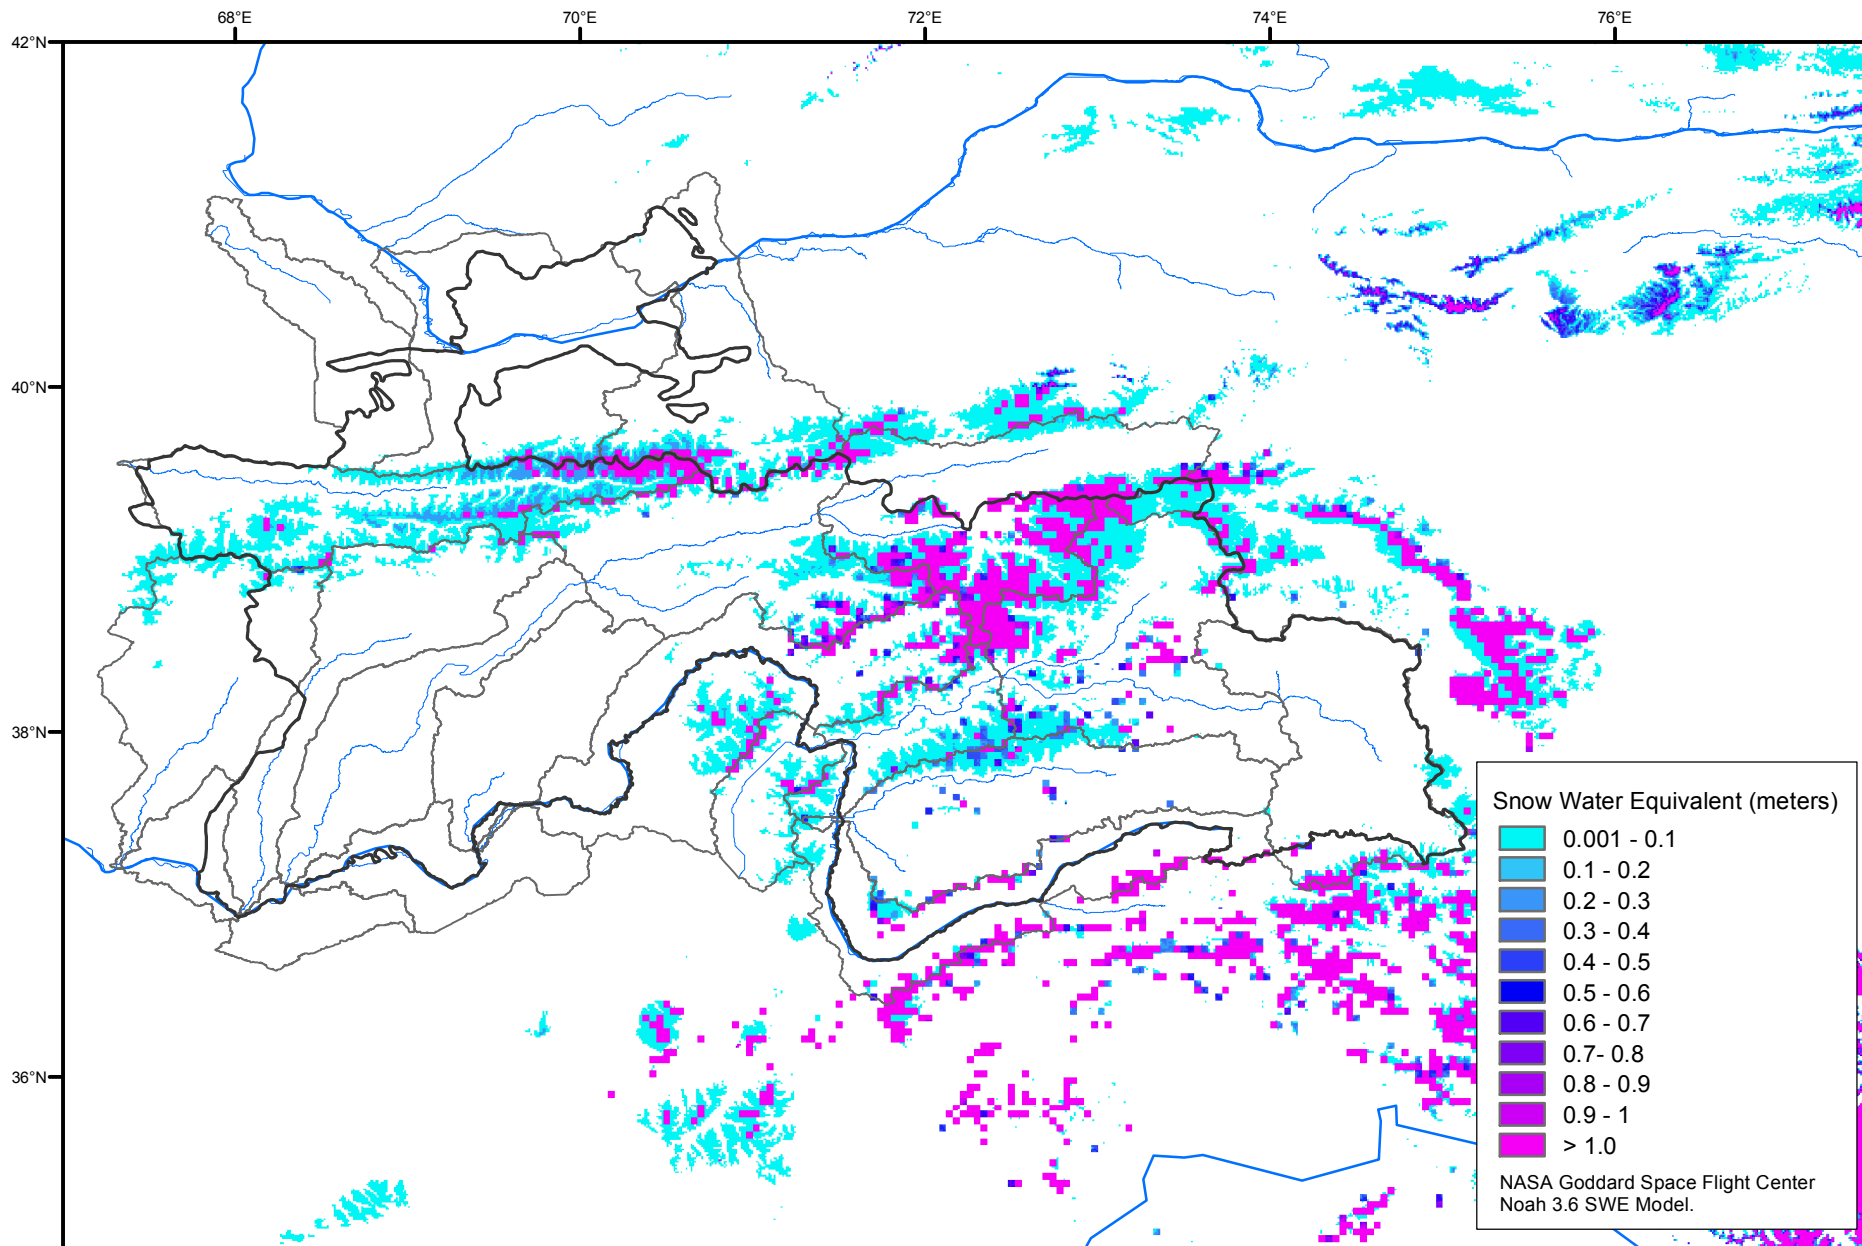 68°E 70°E 72°E 74°E 76°E
42°N
40°N
38°N
36°N
Snow Water Equivalent (meters)
0.001 - 0.1
0.1 - 0.2
0.2 - 0.3
0.3 - 0.4
0.4 - 0.5
0.5 - 0.6
0.6 - 0.7
0.7- 0.8
0.8 - 0.9
0.9 - 1
> 1.0
NASA Goddard Space Flight Center
Noah 3.6 SWE Model.